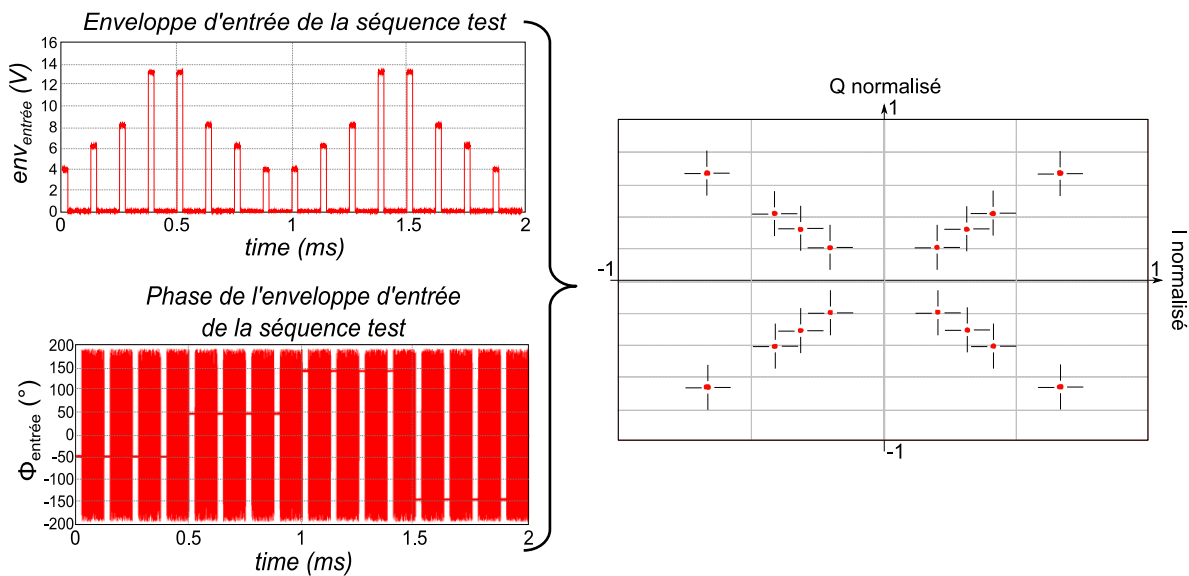 Enveloppe d'entrée de la séquence test
env_entrée (V)
16
14
12
10
8
6
4
2
0
0 0.5 1 1.5 2
time (ms)
Phase de l'enveloppe d'entrée
de la séquence test
Φ_entrée (°)
200
150
100
50
0
-50
-100
-150
-200
0 0.5 1 1.5 2
time (ms)
Q normalisé
1
-1
1
I normalisé
-1